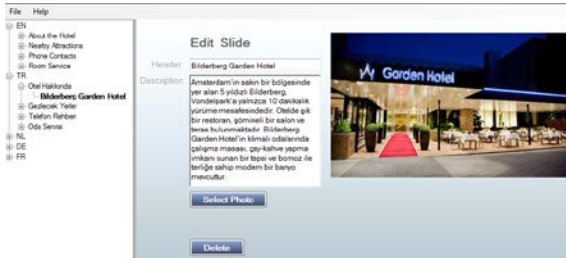 File Help
EN
About the Hotel
Nearby Attractions
Phone Contacts
Room Service
TR
Otel Hakkında
Bilderberg Garden Hotel
Gezilecek Yerler
Telefon Rehberi
Oda Servisi
NL
DE
FR
Edit Slide
Header
Bilderberg Garden Hotel
Description
Amsterdam'ın sakin bir bölgesinde
yer alan 5 yıldızlı Bilderberg,
Vondelpark'a yalnızca 10 dakikalık
yürüme mesafesindedir. Otelde şık
bir restoran, şömineli bir salon ve
teras bulunmaktadır. Bilderberg
Garden Hotel'in klimalı odalarında
çalışma masası, çay-kahve yapma
imkanı sunan bir tepsi ve bornoz ile
terliğe sahip modern bir banyo
mevcuttur.
Select Photo
Delete
Garden Hotel